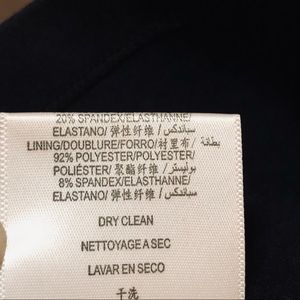 20% SPANDEX/ELASTHANNE/
ELASTANO/ 弹性纤维 / سباندكس
LINING/DOUBLURE/FORRO/ 衬里布 / بطانة
92% POLYESTER/POLYESTER/
POLIÉSTER/ 聚酯纤维 / بوليستر
8% SPANDEX/ELASTHANNE/
ELASTANO/ 弹性纤维 / سباندكس
DRY CLEAN
NETTOYAGE A SEC
LAVAR EN SECO
干洗